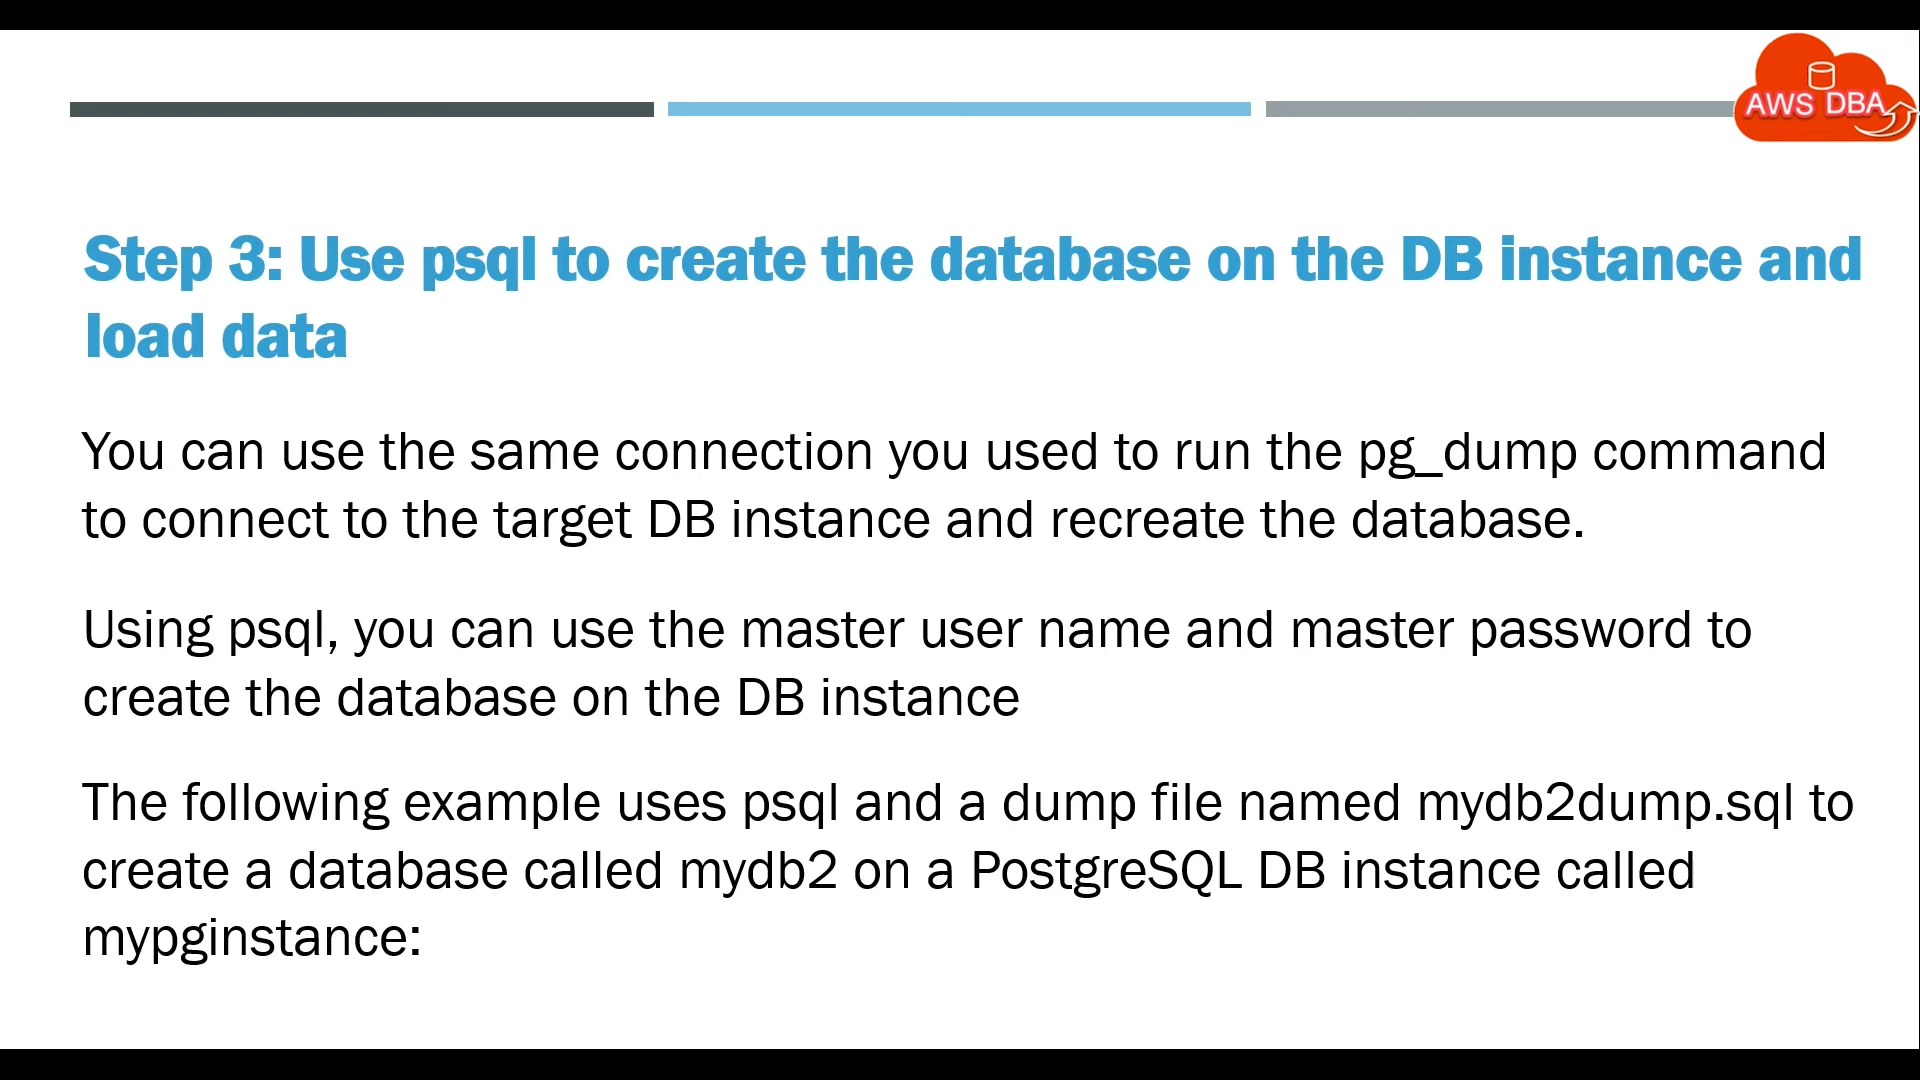 AWS DBA
Step 3: Use psql to create the database on the DB instance and
load data
You can use the same connection you used to run the pg_dump command
to connect to the target DB instance and recreate the database.
Using psql, you can use the master user name and master password to
create the database on the DB instance
The following example uses psql and a dump file named mydb2dump.sql to
create a database called mydb2 on a PostgreSQL DB instance called
mypginstance: